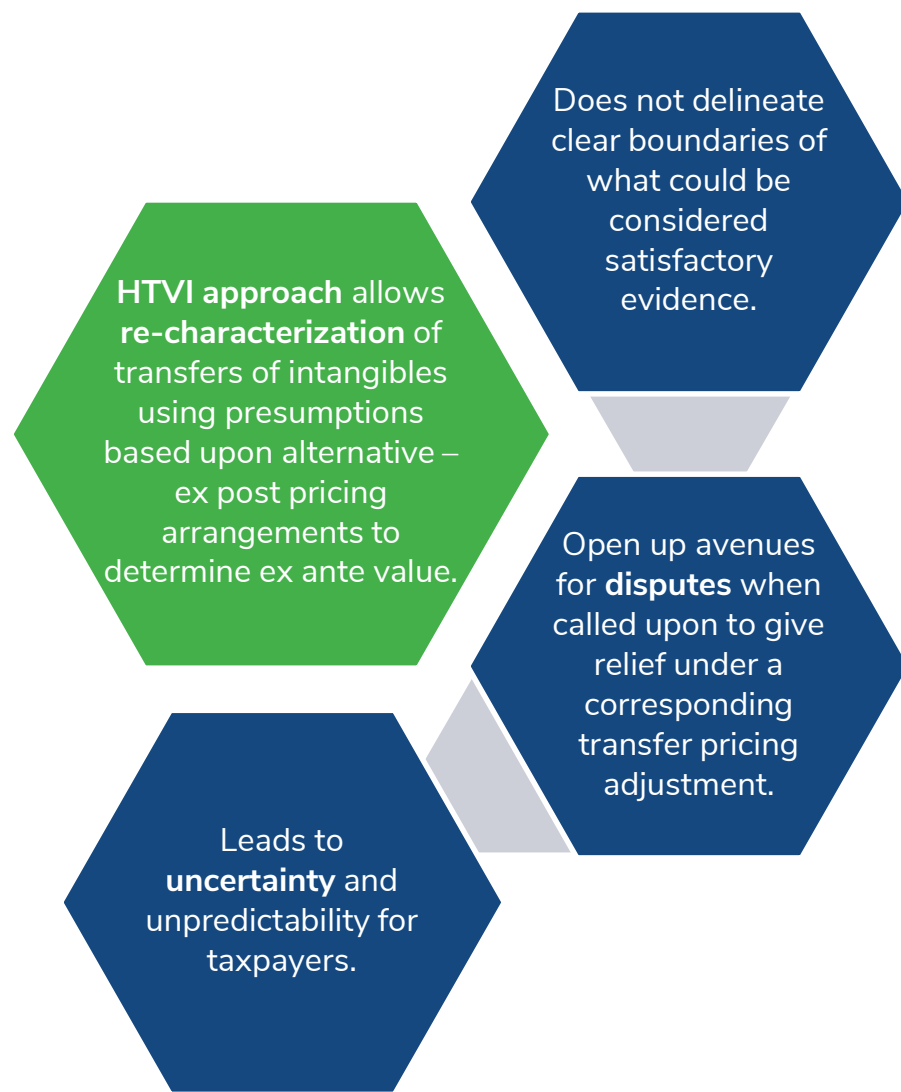 Does not delineate
clear boundaries of
what could be
considered
satisfactory
evidence.
HTVI approach allows
re-characterization of
transfers of intangibles
using presumptions
based upon alternative –
ex post pricing
arrangements to
determine ex ante value.
Open up avenues
for disputes when
called upon to give
relief under a
corresponding
transfer pricing
adjustment.
Leads to
uncertainty and
unpredictability for
taxpayers.